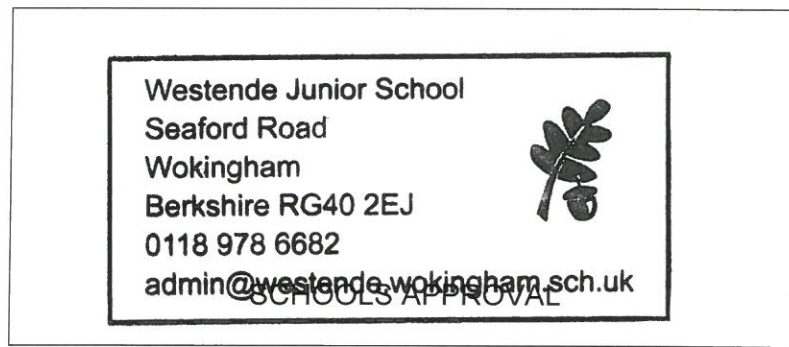 Westende Junior School
Seaford Road
Wokingham
Berkshire RG40 2EJ
0118 978 6682
admin@westende.wokingham.sch.uk
SCHOOLS APPROVAL